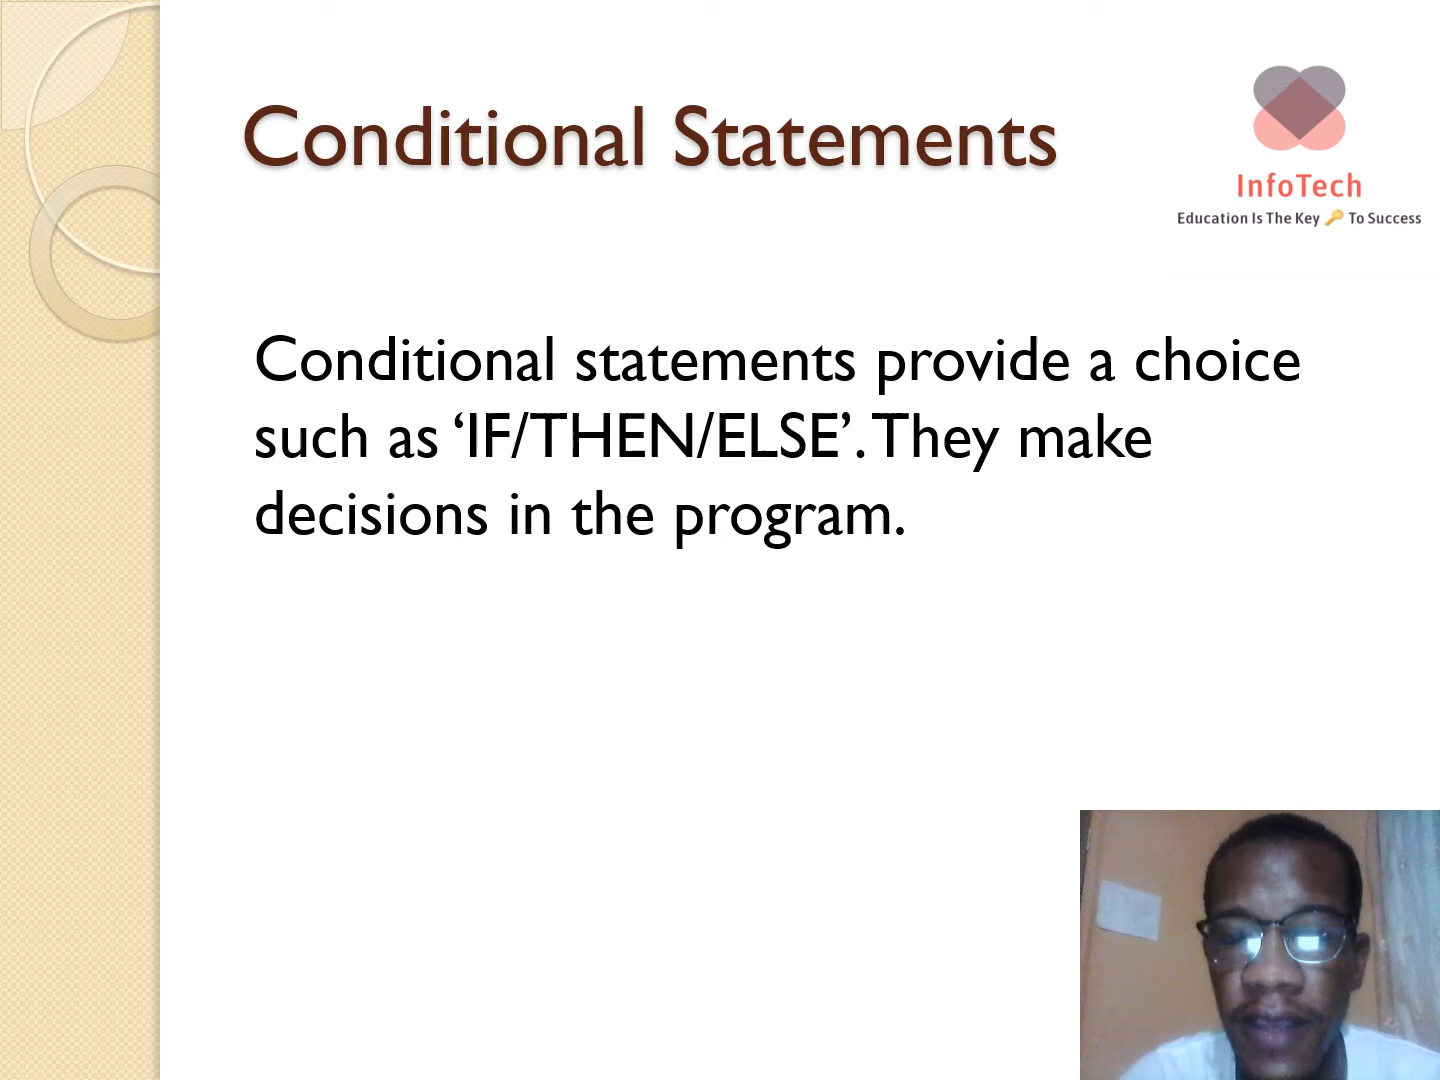 Conditional Statements
InfoTech
Education Is The Key 🔑 To Success
Conditional statements provide a choice
such as ‘IF/THEN/ELSE’. They make
decisions in the program.